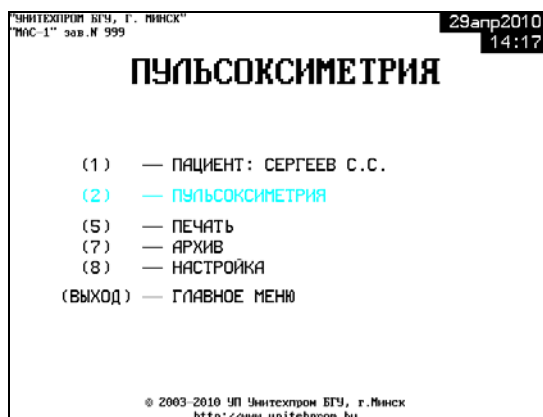 "УНИТЕХПРОМ БГУ, Г. МИНСК"
"МАС-1" зав.N 999
29апр2010
14:17
ПУЛЬСОКСИМЕТРИЯ
(1) — ПАЦИЕНТ: СЕРГЕЕВ С.С.
(2) — ПУЛЬСОКСИМЕТРИЯ
(5) — ПЕЧАТЬ
(7) — АРХИВ
(8) — НАСТРОЙКА
(ВЫХОД) — ГЛАВНОЕ МЕНЮ
© 2003-2010 УП Унитехпром БГУ, г.Минск